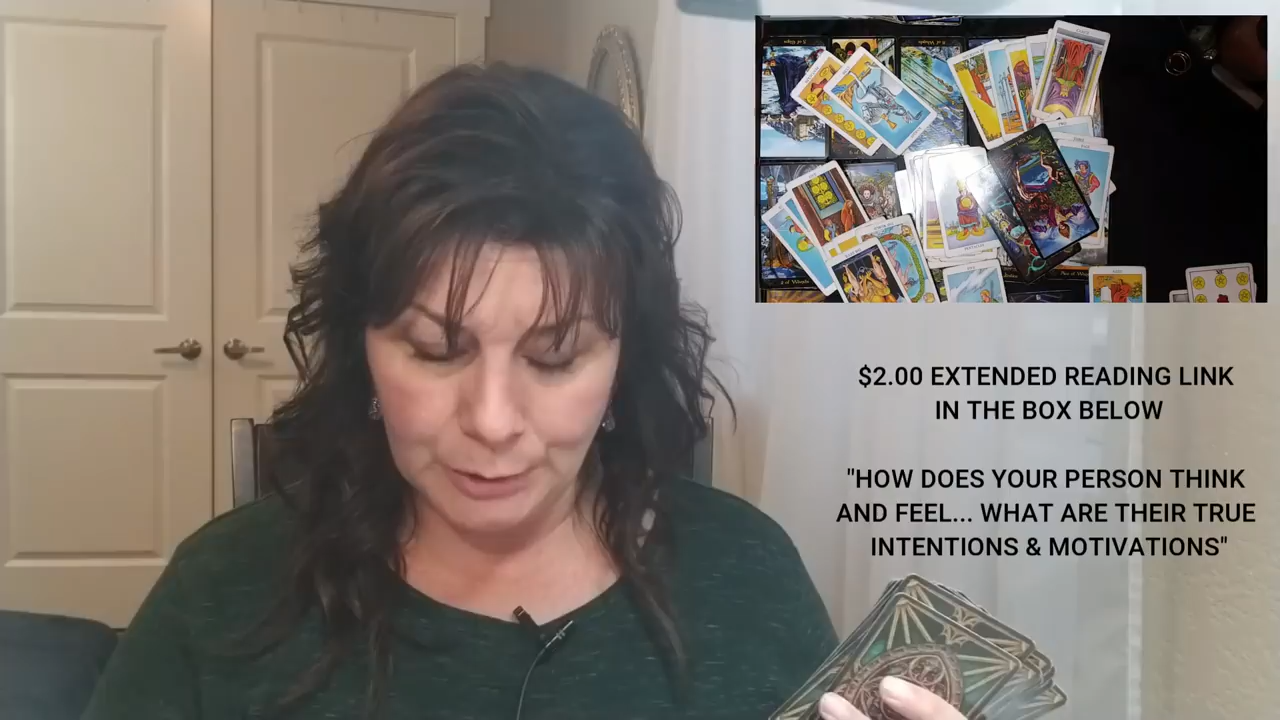 $2.00 EXTENDED READING LINK
IN THE BOX BELOW
"HOW DOES YOUR PERSON THINK
AND FEEL... WHAT ARE THEIR TRUE
INTENTIONS & MOTIVATIONS"